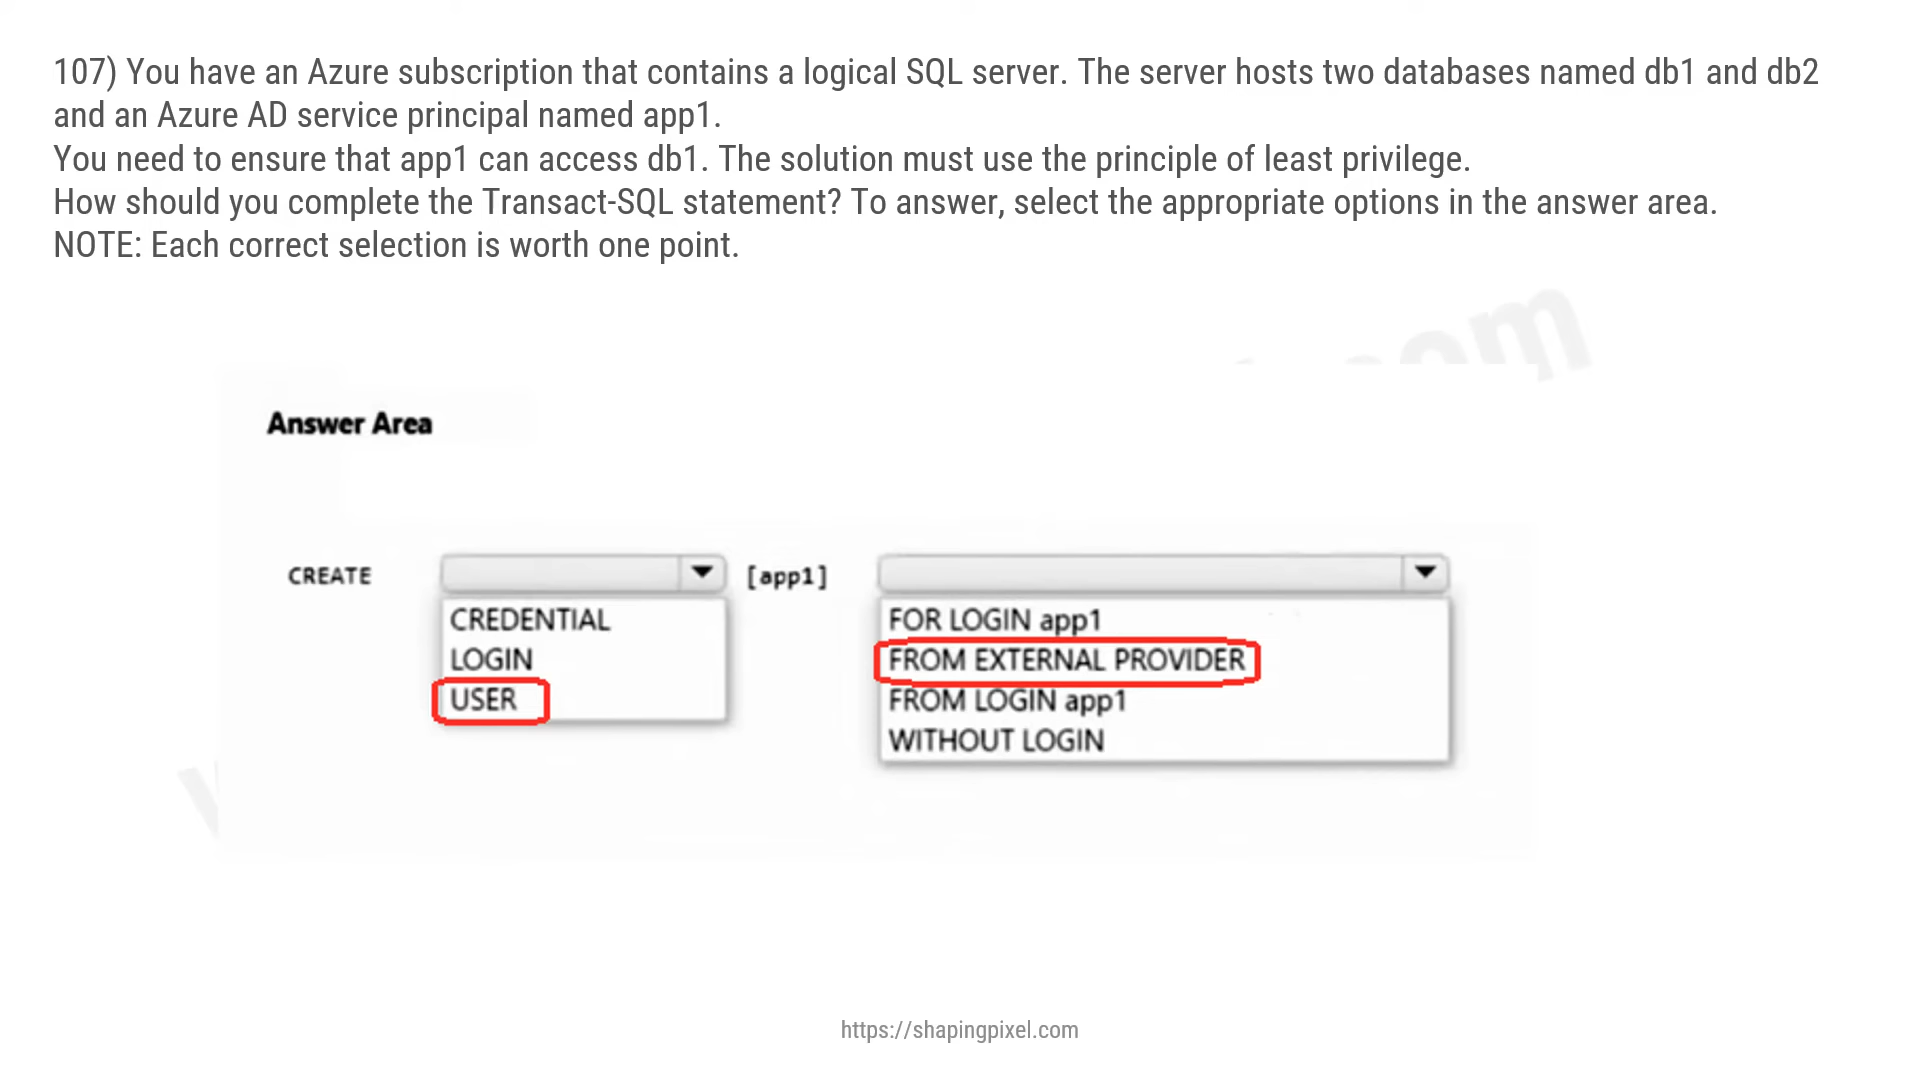 107) You have an Azure subscription that contains a logical SQL server. The server hosts two databases named db1 and db2
and an Azure AD service principal named app1.
You need to ensure that app1 can access db1. The solution must use the principle of least privilege.
How should you complete the Transact-SQL statement? To answer, select the appropriate options in the answer area.
NOTE: Each correct selection is worth one point.
Answer Area
CREATE [app1]
CREDENTIAL
LOGIN
USER
FOR LOGIN app1
FROM EXTERNAL PROVIDER
FROM LOGIN app1
WITHOUT LOGIN
https://shapingpixel.com